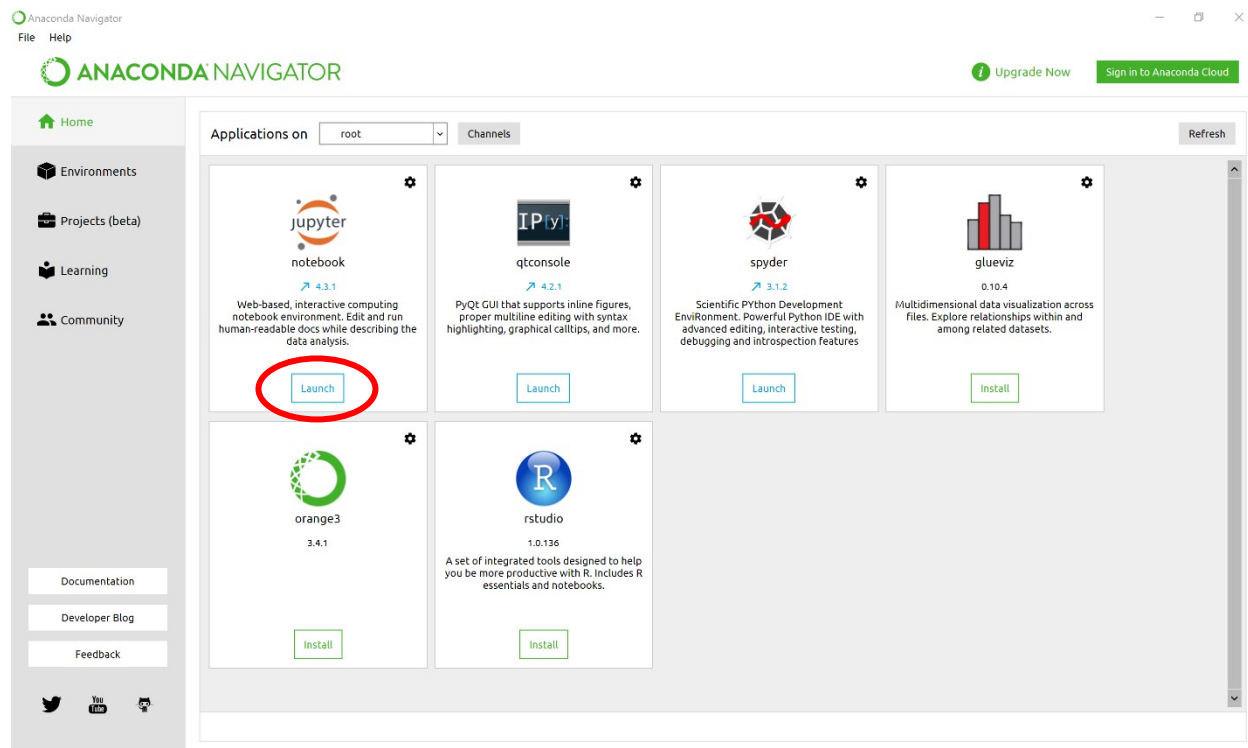 Anaconda Navigator
File Help
ANACONDA NAVIGATOR
i Upgrade Now
Sign in to Anaconda Cloud
Home
Environments
Projects (beta)
Learning
Community
Documentation
Developer Blog
Feedback
You
Tube
Applications on root Channels Refresh
jupyter
notebook
4.3.1
Web-based, interactive computing
notebook environment. Edit and run
human-readable docs while describing the
data analysis.
Launch
IP[y]:
qtconsole
4.2.1
PyQt GUI that supports inline figures,
proper multiline editing with syntax
highlighting, graphical calltips, and more.
Launch
spyder
3.1.2
Scientific PYthon Development
EnviRonment. Powerful Python IDE with
advanced editing, interactive testing,
debugging and introspection features
Launch
glueviz
0.10.4
Multidimensional data visualization across
files. Explore relationships within and
among related datasets.
Install
orange3
3.4.1
Install
R
rstudio
1.0.136
A set of integrated tools designed to help
you be more productive with R. Includes R
essentials and notebooks.
Install